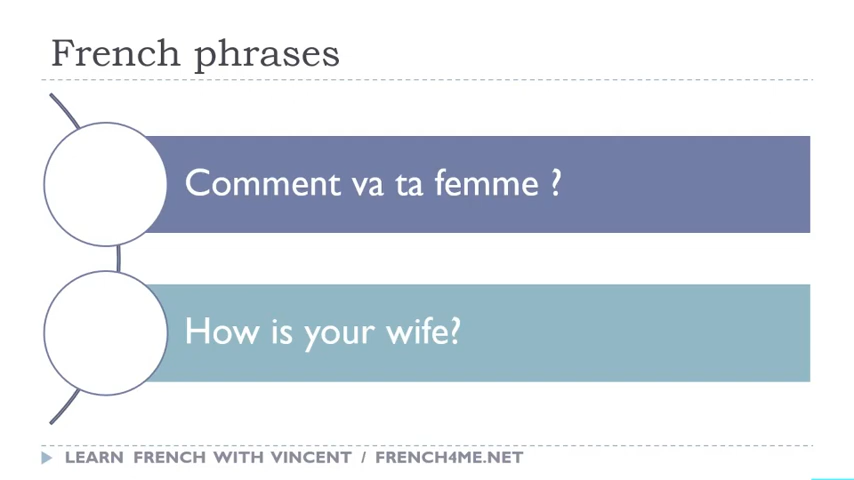 French phrases
Comment va ta femme ?
How is your wife?
LEARN FRENCH WITH VINCENT / FRENCH4ME.NET